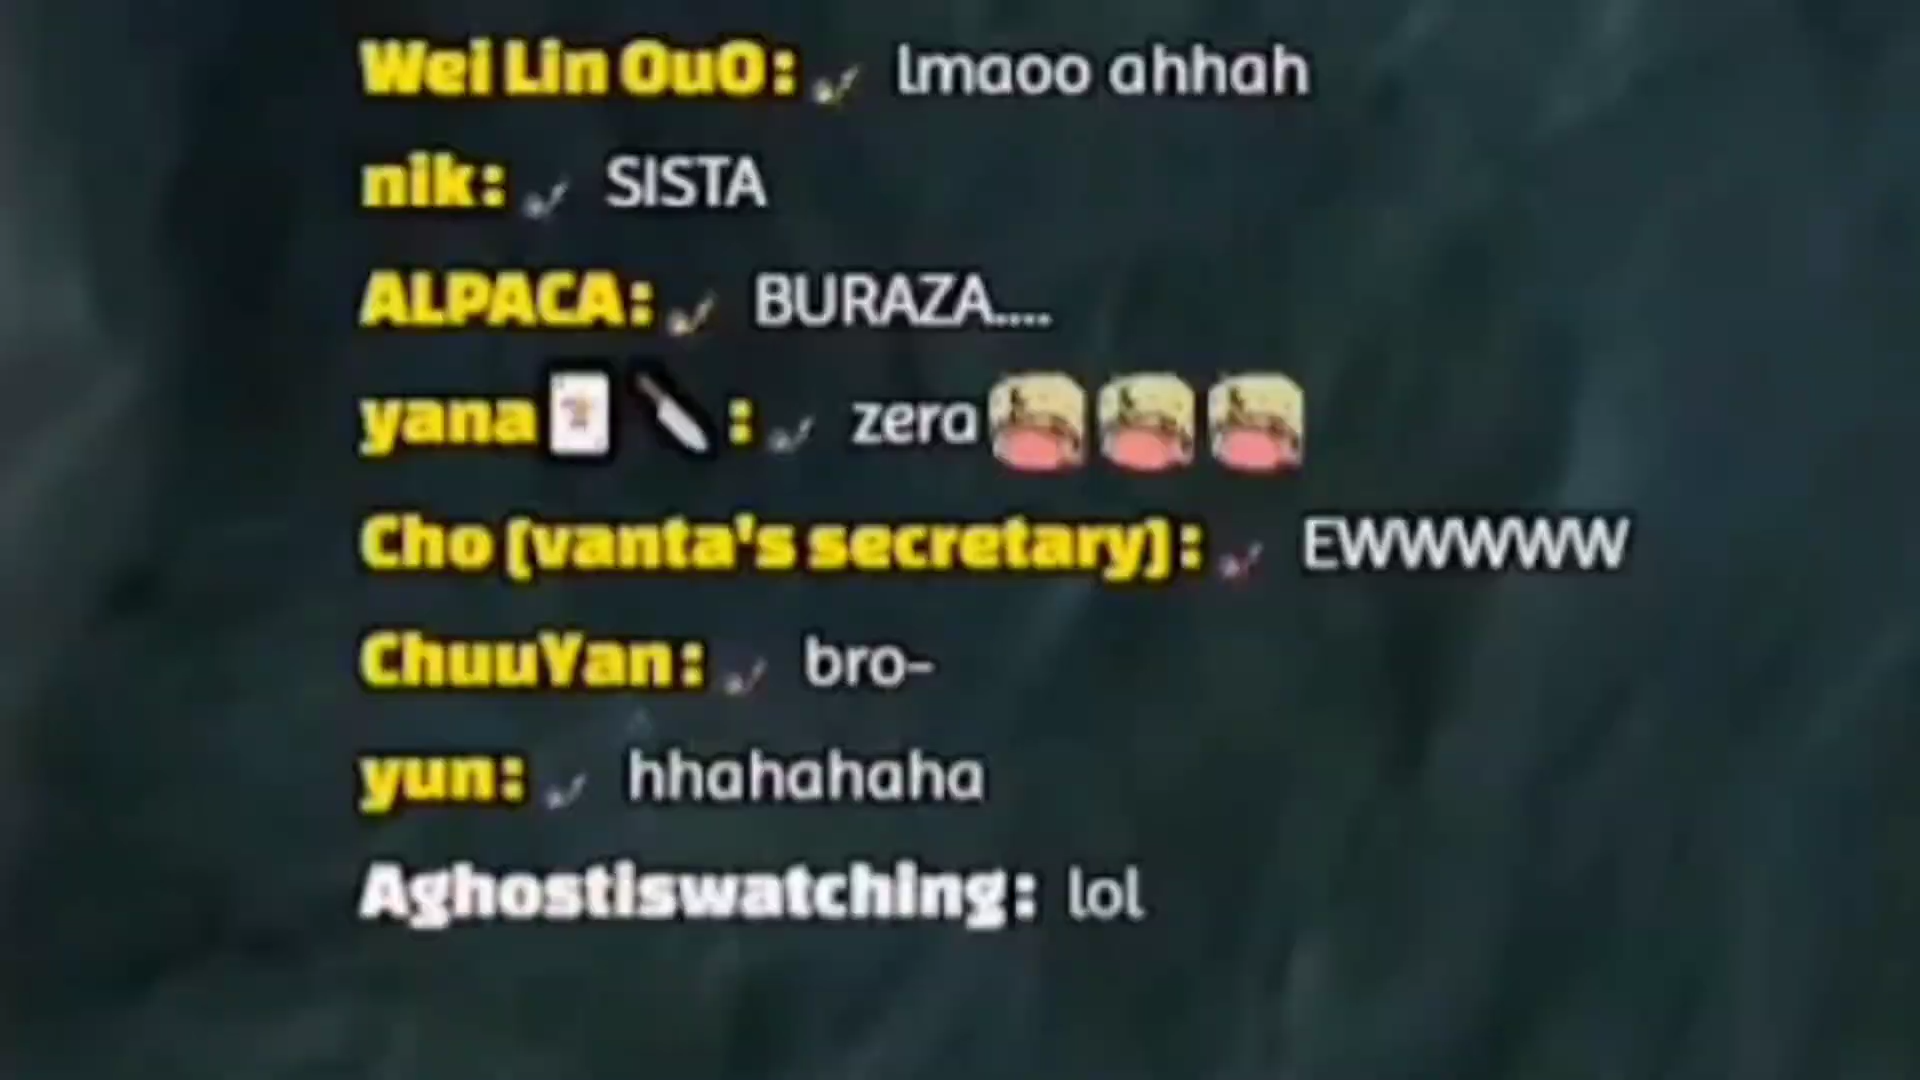 Wei Lin OuO: lmaoo ahhah
nik: SISTA
ALPACA: BURAZA....
yana🃏🔪: zera
Cho (vanta's secretary): EWWWWW
ChuuYan: bro-
yun: hhahahaha
Aghostiswatching: lol